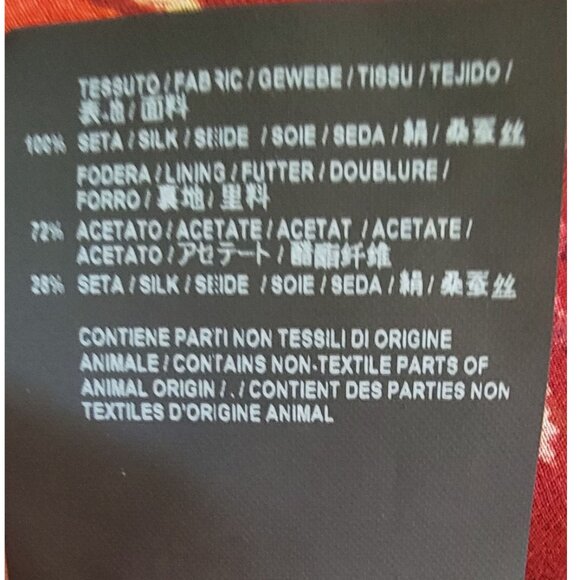 TESSUTO / FABRIC / GEWEBE / TISSU / TEJIDO /
表地 / 面料
100% SETA / SILK / SEIDE / SOIE / SEDA / 絹 / 桑蚕丝
FODERA / LINING / FUTTER / DOUBLURE /
FORRO / 裏地 / 里料
72% ACETATO / ACETATE / ACETAT / ACETATE /
ACETATO / アセテート / 醋酯纤维
28% SETA / SILK / SEIDE / SOIE / SEDA / 絹 / 桑蚕丝
CONTIENE PARTI NON TESSILI DI ORIGINE
ANIMALE / CONTAINS NON-TEXTILE PARTS OF
ANIMAL ORIGIN / . / CONTIENT DES PARTIES NON
TEXTILES D'ORIGINE ANIMAL